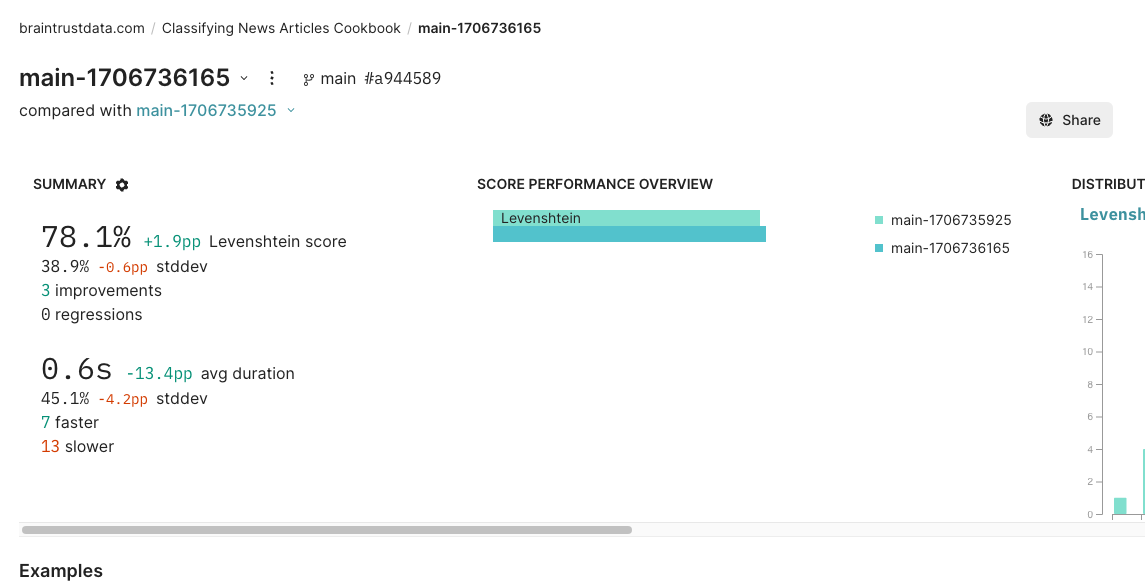 braintrustdata.com / Classifying News Articles Cookbook / main-1706736165
main-1706736165
main #a944589
compared with main-1706735925
Share
SUMMARY
78.1% +1.9pp Levenshtein score
38.9% -0.6pp stddev
3 improvements
0 regressions
0.6s -13.4pp avg duration
45.1% -4.2pp stddev
7 faster
13 slower
SCORE PERFORMANCE OVERVIEW
Levenshtein
main-1706735925
main-1706736165
DISTRIBUT
Levensh
16
14
12
10
8
6
4
2
0
Examples